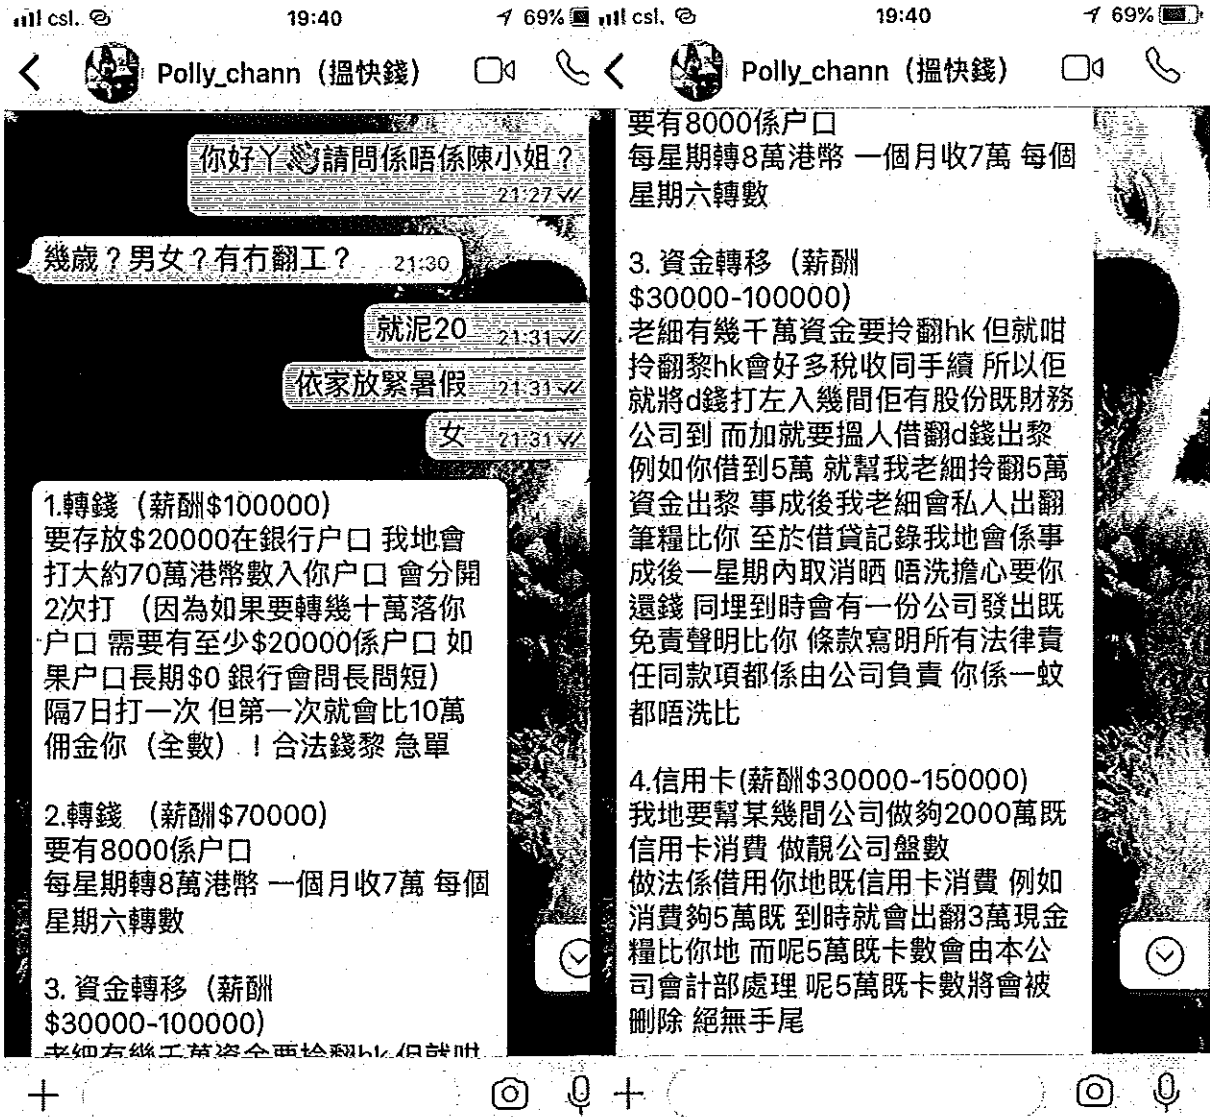 csl. 19:40 69%
Polly_chann（搵快錢）
你好丫👋請問係唔係陳小姐？
21:27
幾歲？男女？有冇翻工？ 21:30
就泥20 21:31
依家放緊暑假 21:31
女 21:31
1.轉錢（薪酬$100000）
要存放$20000在銀行户口 我地會
打大約70萬港幣數入你户口 會分開
2次打 （因為如果要轉幾十萬落你
户口 需要有至少$20000係户口 如
果户口長期$0 銀行會問長問短）
隔7日打一次 但第一次就會比10萬
佣金你（全數）！合法錢黎 急單
2.轉錢 （薪酬$70000）
要有8000係户口
每星期轉8萬港幣 一個月收7萬 每個
星期六轉數
3. 資金轉移（薪酬
$30000-100000）
老細有幾千萬資金要拎翻hk 但就咁
csl. 19:40 69%
Polly_chann（搵快錢）
要有8000係户口
每星期轉8萬港幣 一個月收7萬 每個
星期六轉數
3. 資金轉移（薪酬
$30000-100000）
老細有幾千萬資金要拎翻hk 但就咁
拎翻黎hk會好多稅收同手續 所以佢
就將d錢打左入幾間佢有股份既財務
公司到 而加就要搵人借翻d錢出黎
例如你借到5萬 就幫我老細拎翻5萬
資金出黎 事成後我老細會私人出翻
筆糧比你 至於借貸記錄我地會係事
成後一星期內取消晒 唔洗擔心要你
還錢 同埋到時會有一份公司發出既
免責聲明比你 條款寫明所有法律責
任同款項都係由公司負責 你係一蚊
都唔洗比
4.信用卡(薪酬$30000-150000)
我地要幫某幾間公司做夠2000萬既
信用卡消費 做靚公司盤數
做法係借用你地既信用卡消費 例如
消費夠5萬既 到時就會出翻3萬現金
糧比你地 而呢5萬既卡數會由本公
司會計部處理 呢5萬既卡數將會被
刪除 絕無手尾